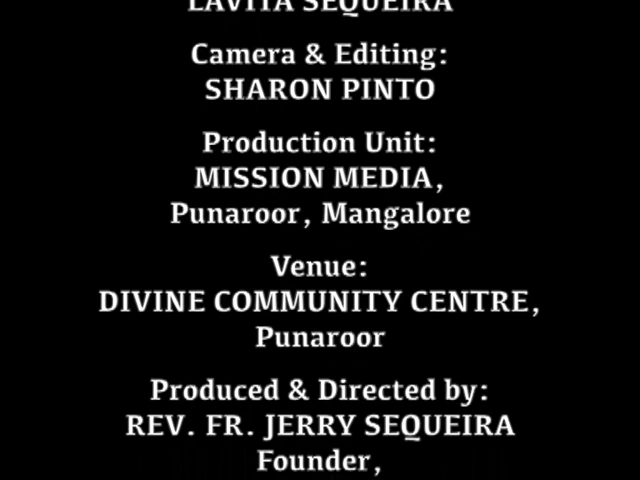 LAVITA SEQUEIRA
Camera & Editing:
SHARON PINTO
Production Unit:
MISSION MEDIA,
Punaroor, Mangalore
Venue:
DIVINE COMMUNITY CENTRE,
Punaroor
Produced & Directed by:
REV. FR. JERRY SEQUEIRA
Founder,